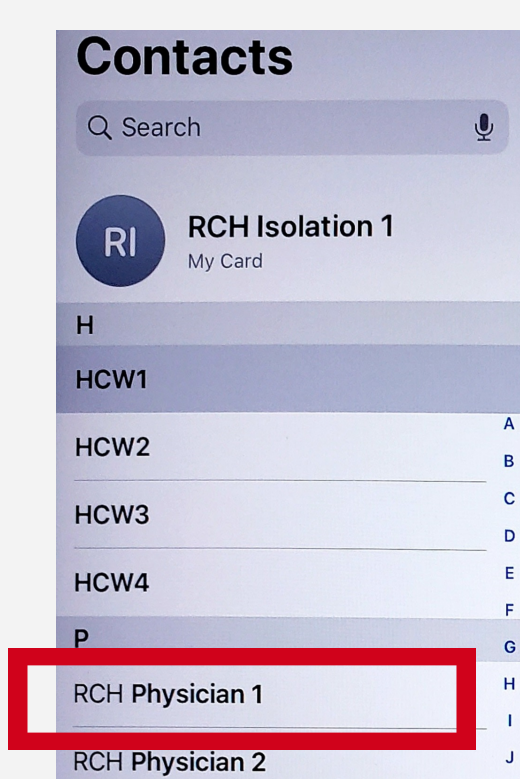 Contacts
Search
RI
RCH Isolation 1
My Card
H
HCW1
HCW2
HCW3
HCW4
P
RCH Physician 1
RCH Physician 2
A
B
C
D
E
F
G
H
I
J